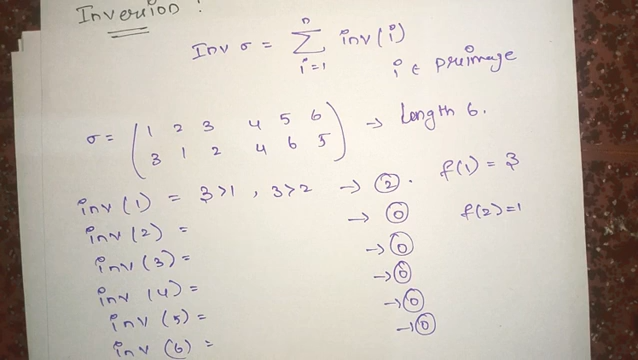 Inversion :
Inv σ = n Σ i=1 inv(i)
i ∈ preimage
σ = ( 1 2 3 4 5 6 → Length 6.
3 1 2 4 6 5 )
inv(1) = 3>1, 3>2 → 2. f(1) = 3
inv(2) = → 0 f(2)=1
inv(3) = → 0
inv(4) = → 0
inv(5) = → 0
inv(6) = → 0